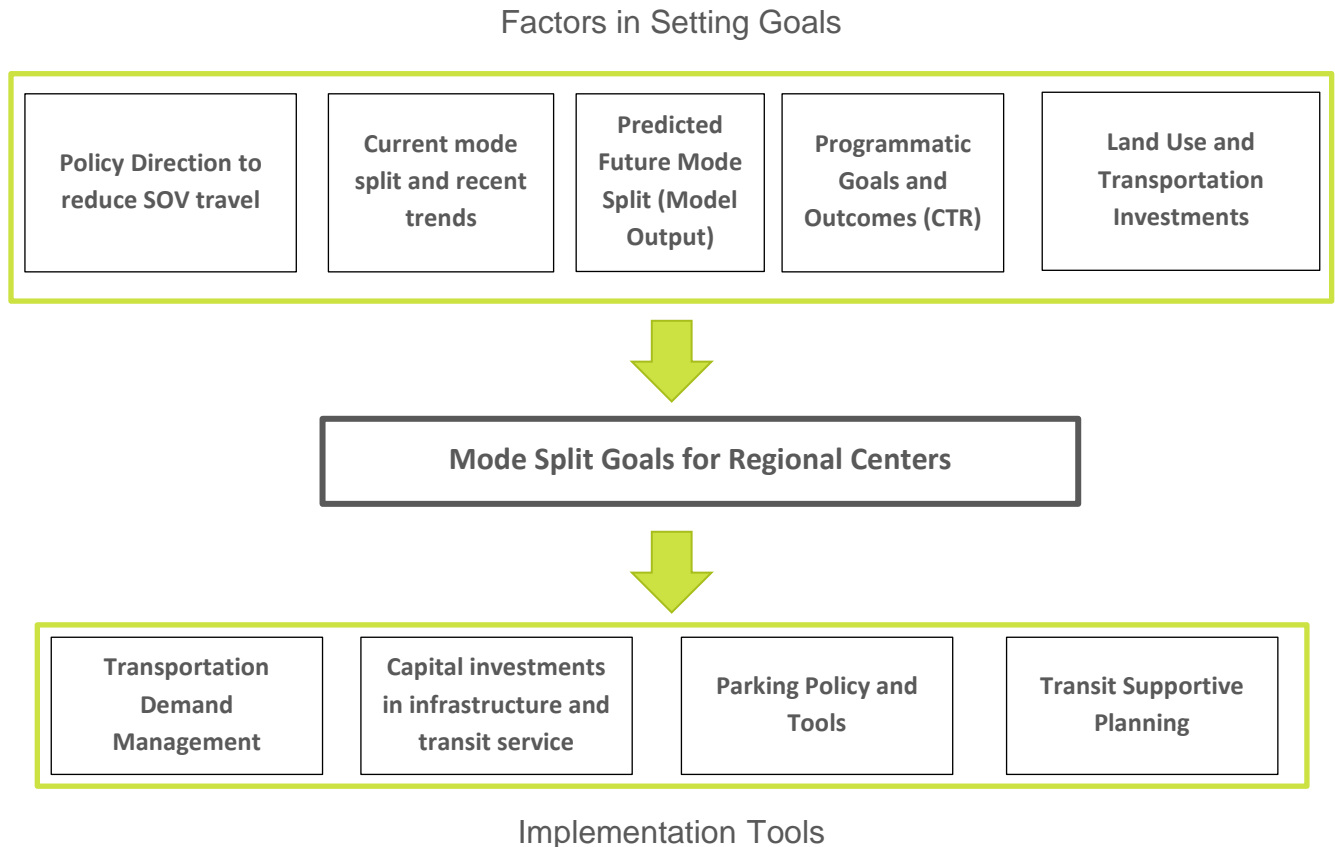 Factors in Setting Goals
Policy Direction to
reduce SOV travel
Current mode
split and recent
trends
Predicted
Future Mode
Split (Model
Output)
Programmatic
Goals and
Outcomes (CTR)
Land Use and
Transportation
Investments
Mode Split Goals for Regional Centers
Transportation
Demand
Management
Capital investments
in infrastructure and
transit service
Parking Policy and
Tools
Transit Supportive
Planning
Implementation Tools